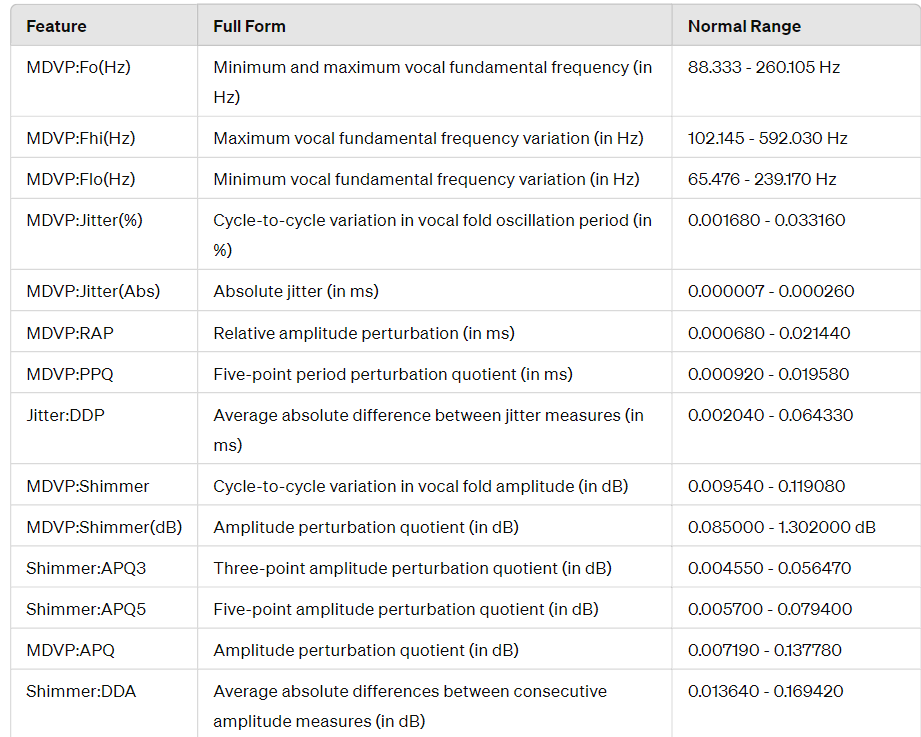 Feature Full Form Normal Range
MDVP:Fo(Hz) Minimum and maximum vocal fundamental frequency (in 88.333 - 260.105 Hz
Hz)
MDVP:Fhi(Hz) Maximum vocal fundamental frequency variation (in Hz) 102.145 - 592.030 Hz
MDVP:Flo(Hz) Minimum vocal fundamental frequency variation (in Hz) 65.476 - 239.170 Hz
MDVP:Jitter(%) Cycle-to-cycle variation in vocal fold oscillation period (in 0.001680 - 0.033160
%)
MDVP:Jitter(Abs) Absolute jitter (in ms) 0.000007 - 0.000260
MDVP:RAP Relative amplitude perturbation (in ms) 0.000680 - 0.021440
MDVP:PPQ Five-point period perturbation quotient (in ms) 0.000920 - 0.019580
Jitter:DDP Average absolute difference between jitter measures (in 0.002040 - 0.064330
ms)
MDVP:Shimmer Cycle-to-cycle variation in vocal fold amplitude (in dB) 0.009540 - 0.119080
MDVP:Shimmer(dB) Amplitude perturbation quotient (in dB) 0.085000 - 1.302000 dB
Shimmer:APQ3 Three-point amplitude perturbation quotient (in dB) 0.004550 - 0.056470
Shimmer:APQ5 Five-point amplitude perturbation quotient (in dB) 0.005700 - 0.079400
MDVP:APQ Amplitude perturbation quotient (in dB) 0.007190 - 0.137780
Shimmer:DDA Average absolute differences between consecutive 0.013640 - 0.169420
amplitude measures (in dB)